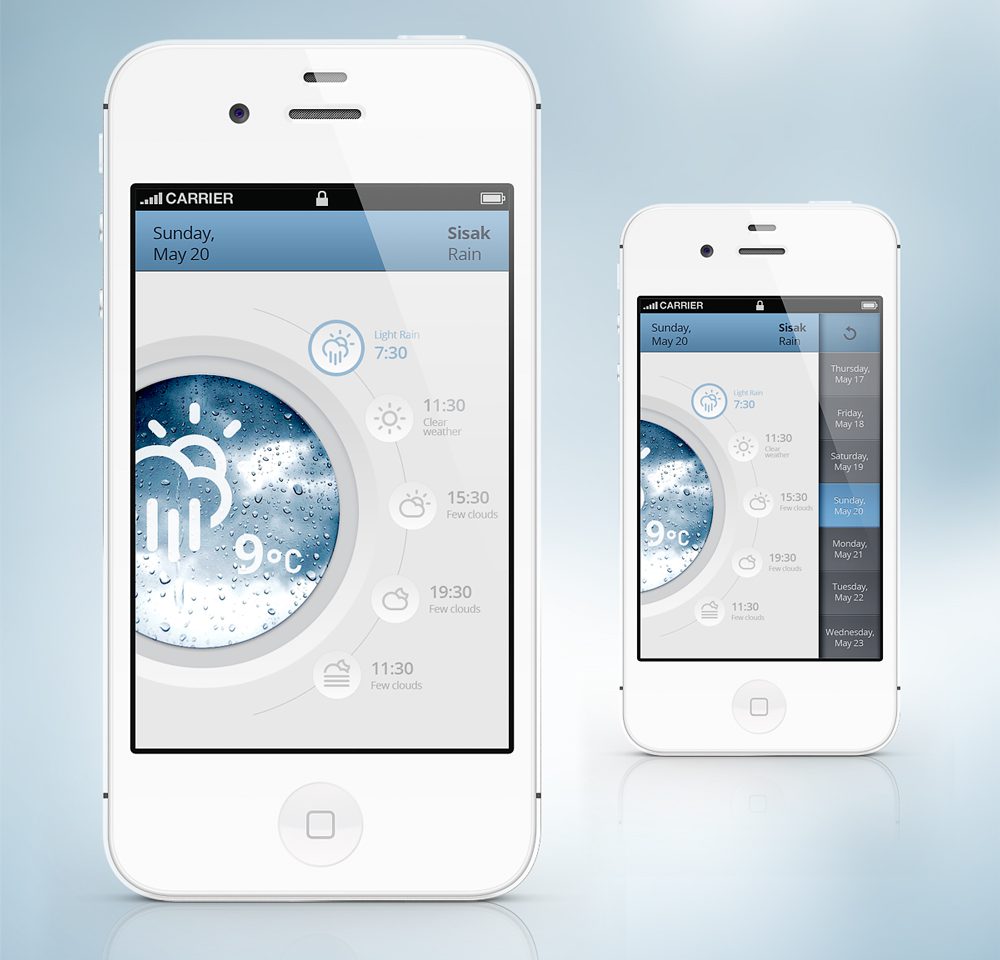 CARRIER
Sunday,
May 20
Sisak
Rain
Light Rain
7:30
11:30
Clear
weather
15:30
Few clouds
19:30
Few clouds
11:30
Few clouds
9°C
CARRIER
Sunday,
May 20
Sisak
Rain
Light Rain
7:30
11:30
Clear
weather
15:30
Few clouds
19:30
Few clouds
11:30
Few clouds
9°C
Thursday,
May 17
Friday,
May 18
Saturday,
May 19
Sunday,
May 20
Monday,
May 21
Tuesday,
May 22
Wednesday,
May 23